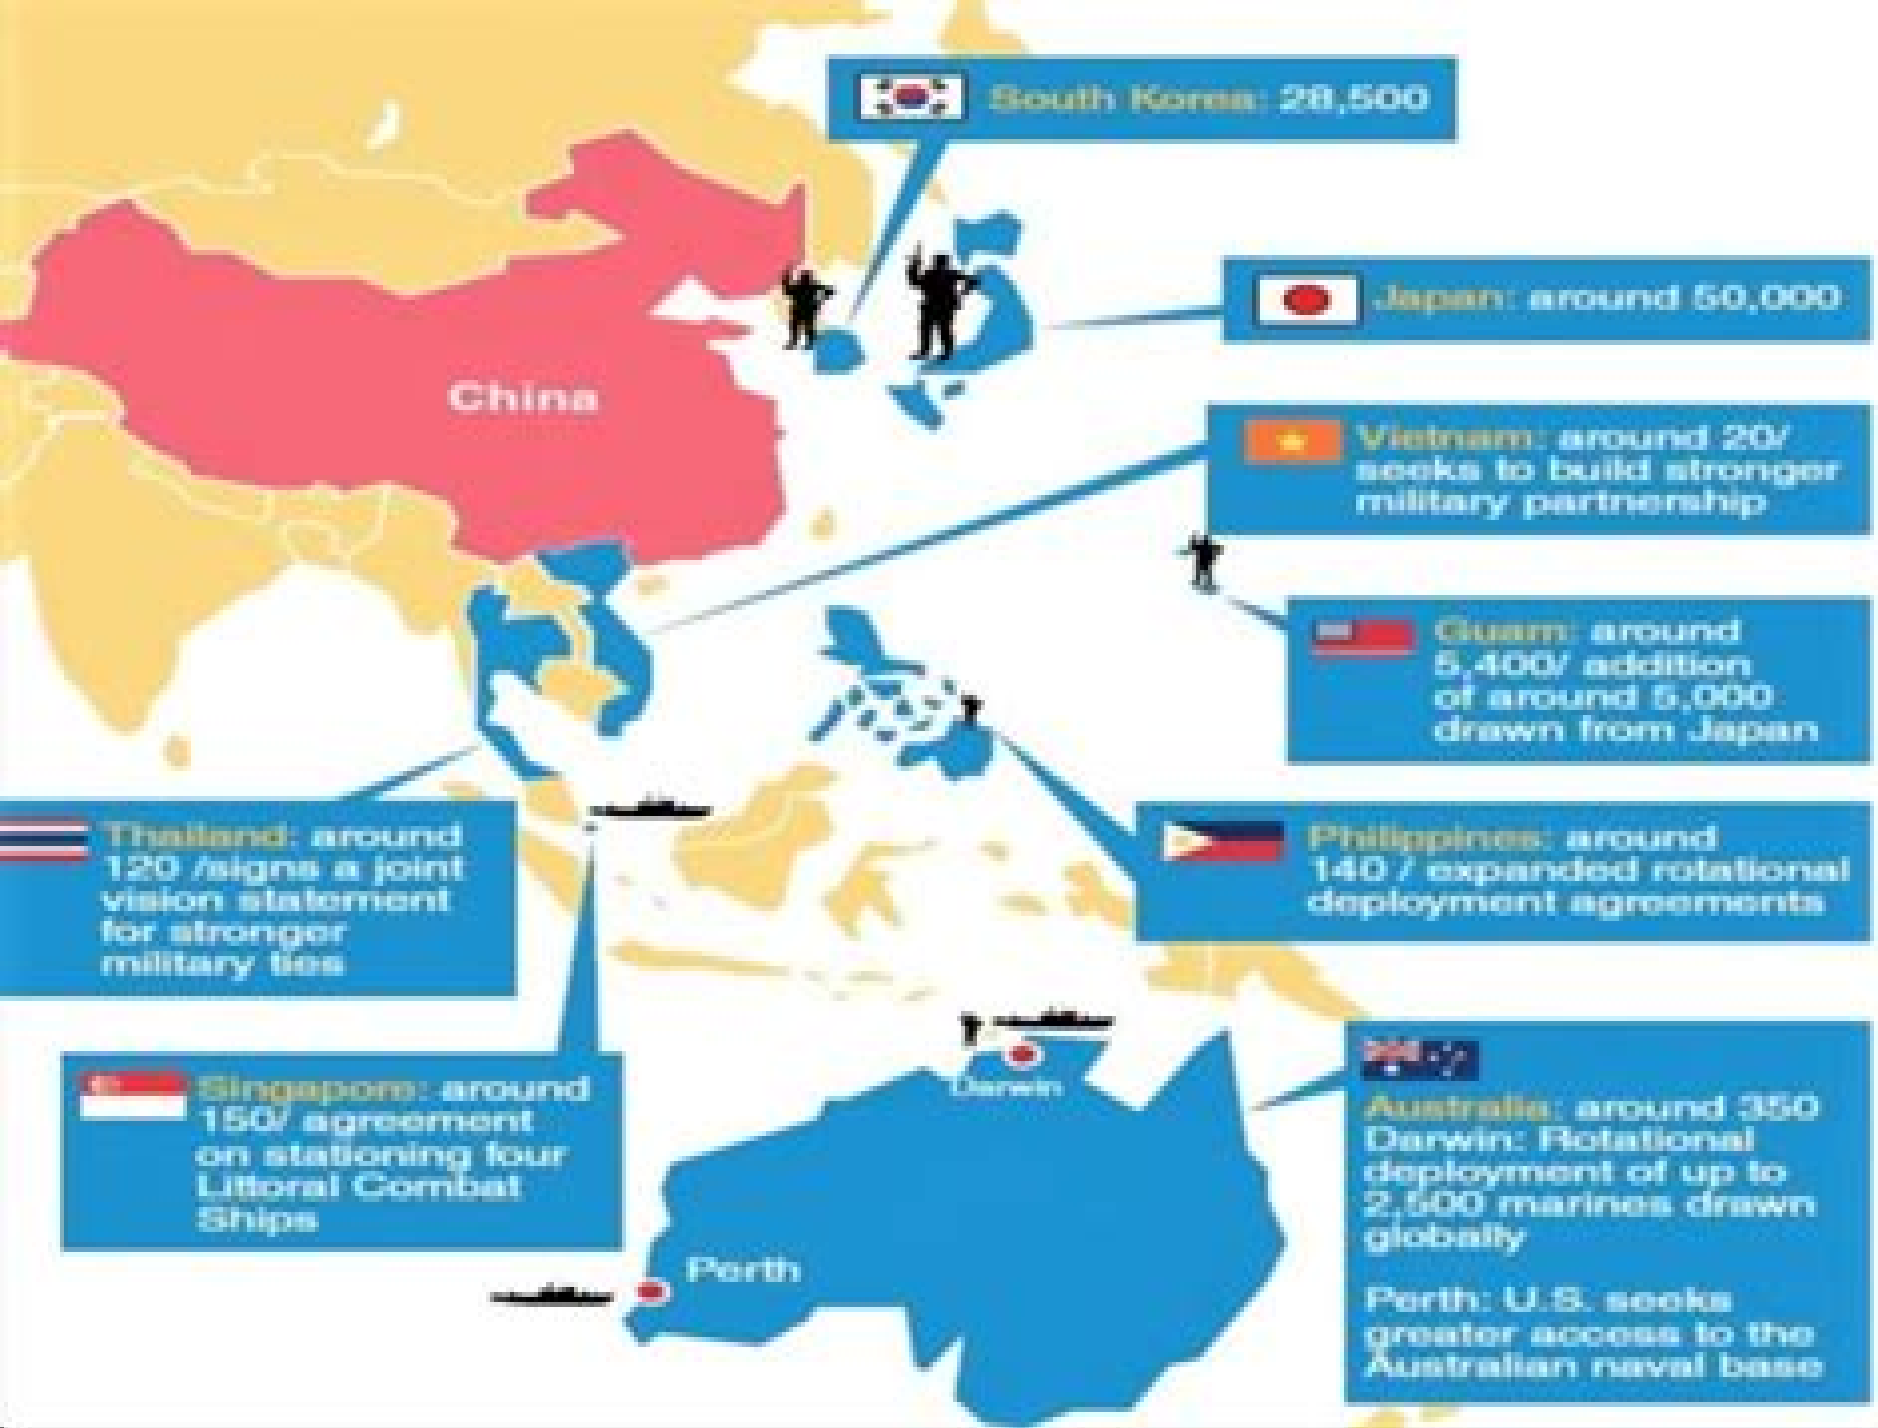 South Korea: 28,500
Japan: around 50,000
China
Vietnam: around 20/
seeks to build stronger
military partnership
Guam: around
5,400/ addition
of around 5,000
drawn from Japan
Thailand: around
120 /signs a joint
vision statement
for stronger
military ties
Philippines: around
140 / expanded rotational
deployment agreements
Singapore: around
150/ agreement
on stationing four
Littoral Combat
Ships
Darwin
Perth
Australia: around 350
Darwin: Rotational
deployment of up to
2,500 marines drawn
globally
Perth: U.S. seeks
greater access to the
Australian naval base